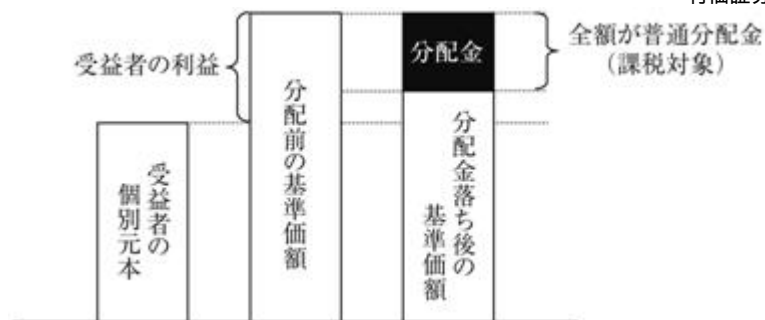 受益者の利益
受益者の
個別元本
分配前の基準価額
分配金
分配金落ち後の
基準価額
全額が普通分配金
（課税対象）